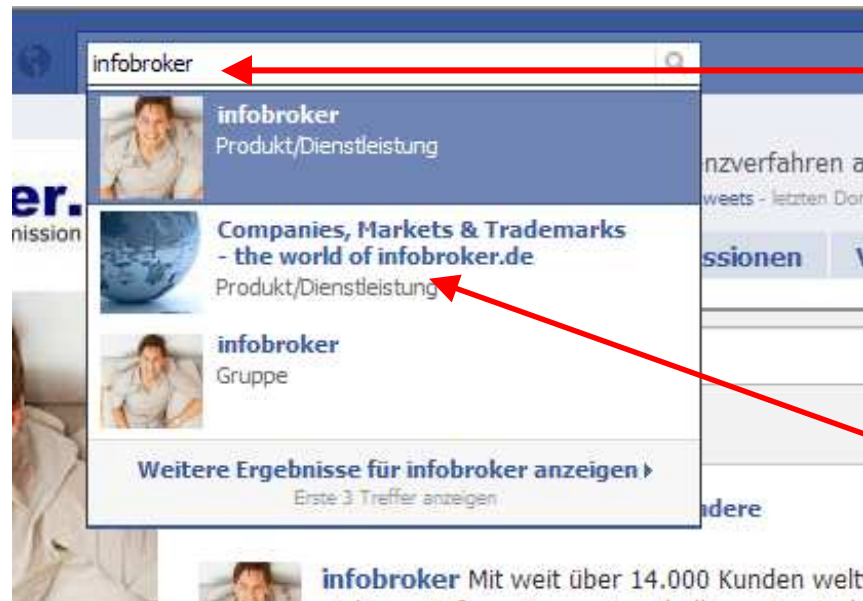 infobroker
infobroker
Produkt/Dienstleistung
Companies, Markets & Trademarks
- the world of infobroker.de
Produkt/Dienstleistung
infobroker
Gruppe
Weitere Ergebnisse für infobroker anzeigen
Erste 3 Treffer anzeigen
er.
nission
nzverfahren a
weets - letzten Don
ssionen V
ndere
infobroker Mit weit über 14.000 Kunden welt